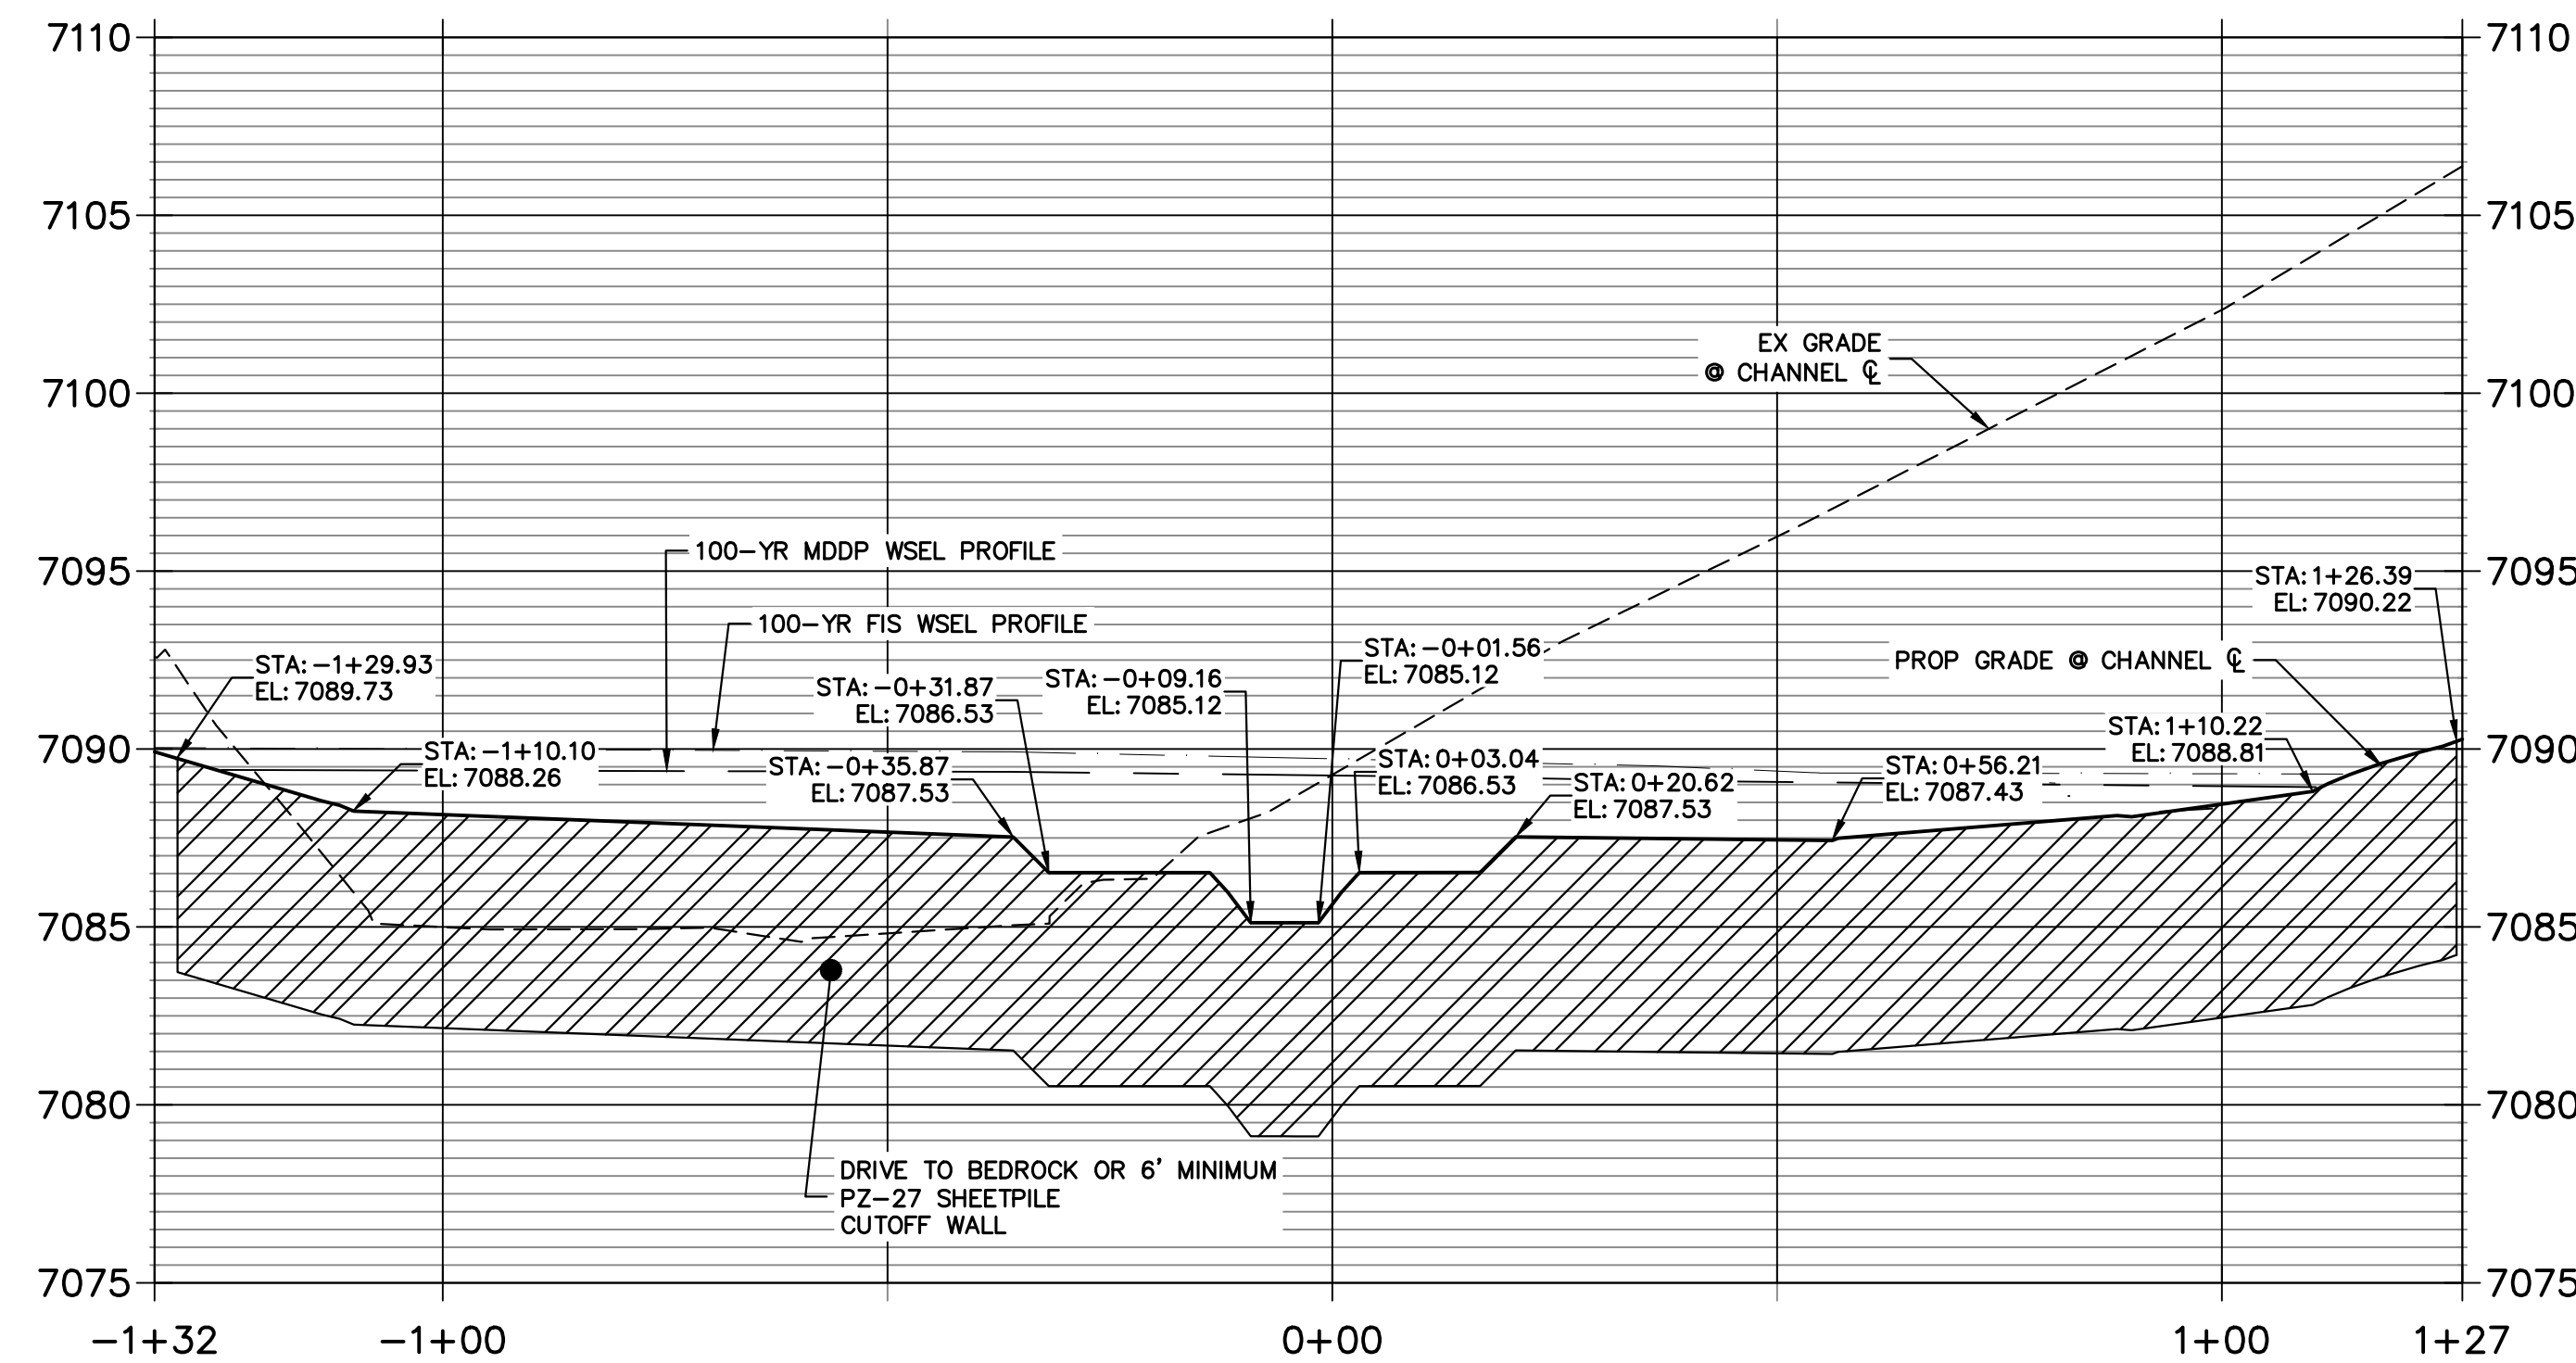 7110
7110
7105
7105
EX GRADE
@ CHANNEL ℄
7100
7100
100-YR MDDP WSEL PROFILE
7095
7095
STA: 1+26.39
EL: 7090.22
100-YR FIS WSEL PROFILE
STA: -1+29.93
EL: 7089.73
STA: -0+31.87
EL: 7086.53
STA: -0+09.16
EL: 7085.12
STA: -0+01.56
EL: 7085.12
PROP GRADE @ CHANNEL ℄
7090
7090
STA: -1+10.10
EL: 7088.26
STA: -0+35.87
EL: 7087.53
STA: 0+03.04
EL: 7086.53
STA: 0+20.62
EL: 7087.53
STA: 0+56.21
EL: 7087.43
STA: 1+10.22
EL: 7088.81
7085
7085
7080
7080
DRIVE TO BEDROCK OR 6' MINIMUM
PZ-27 SHEETPILE
CUTOFF WALL
7075
7075
-1+32
-1+00
0+00
1+00
1+27